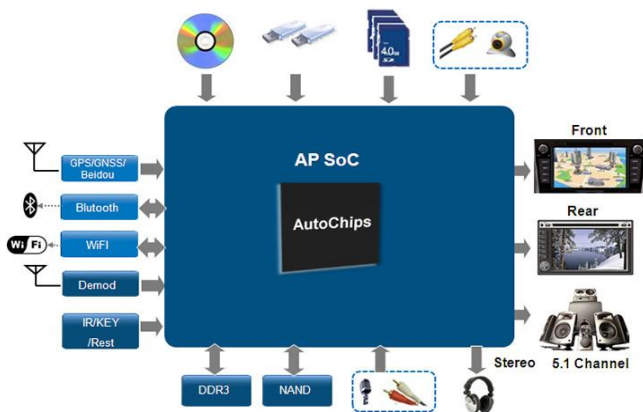 4.0GB
AP SoC
AutoChips
GPS/GNSS/
Beidou
Blutooth
Wi Fi
WiFI
Demod
IR/KEY
/Rest
Front
Rear
DDR3
NAND
Stereo
5.1 Channel